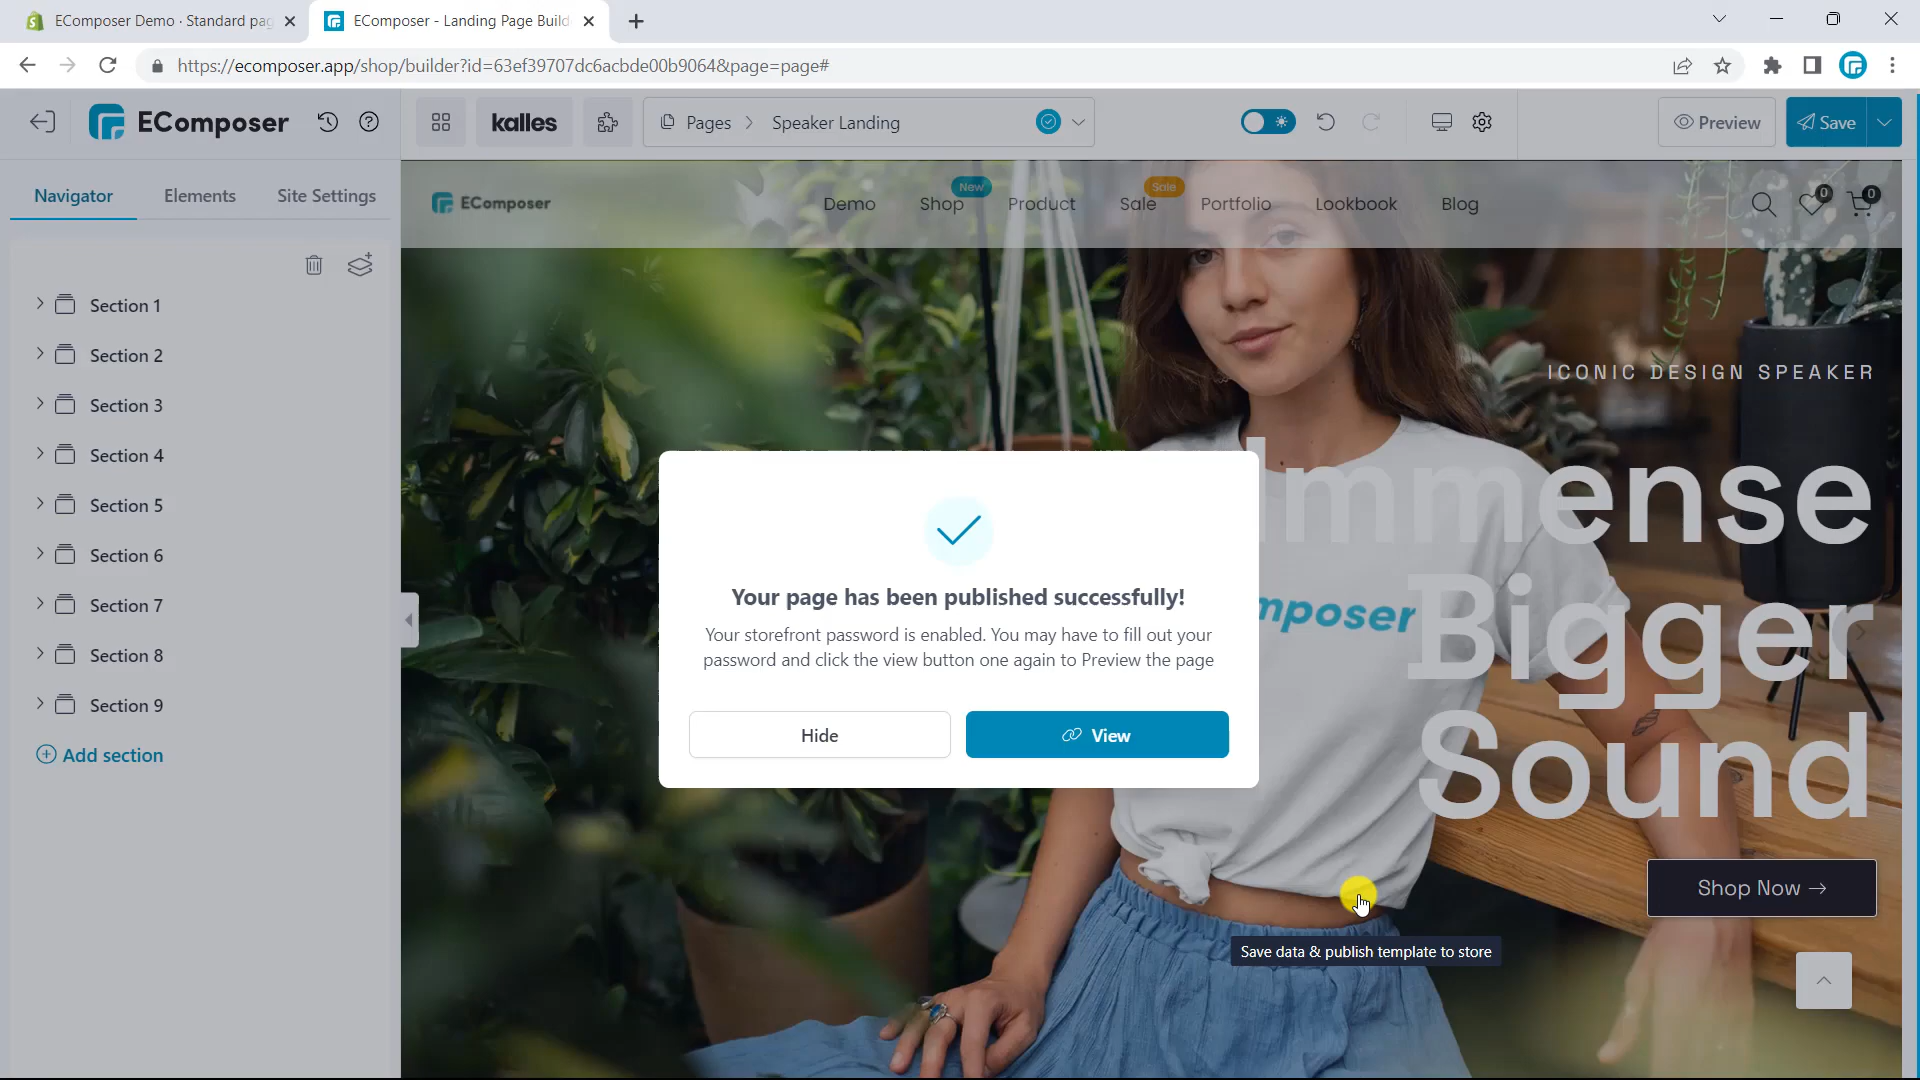 EComposer Demo · Standard pag
EComposer - Landing Page Build
https://ecomposer.app/shop/builder?id=63ef39707dc6acbde00b9064&page=page#
EComposer
kalles
Pages > Speaker Landing
Preview
Save
Navigator
Elements
Site Settings
Section 1
Section 2
Section 3
Section 4
Section 5
Section 6
Section 7
Section 8
Section 9
Add section
EComposer
Demo
Shop
New
Product
Sale
Sale
Portfolio
Lookbook
Blog
0
0
ICONIC DESIGN SPEAKER
Immense
Bigger
Sound
mposer
Shop Now →
Your page has been published successfully!
Your storefront password is enabled. You may have to fill out your
password and click the view button one again to Preview the page
Hide
View
Save data & publish template to store